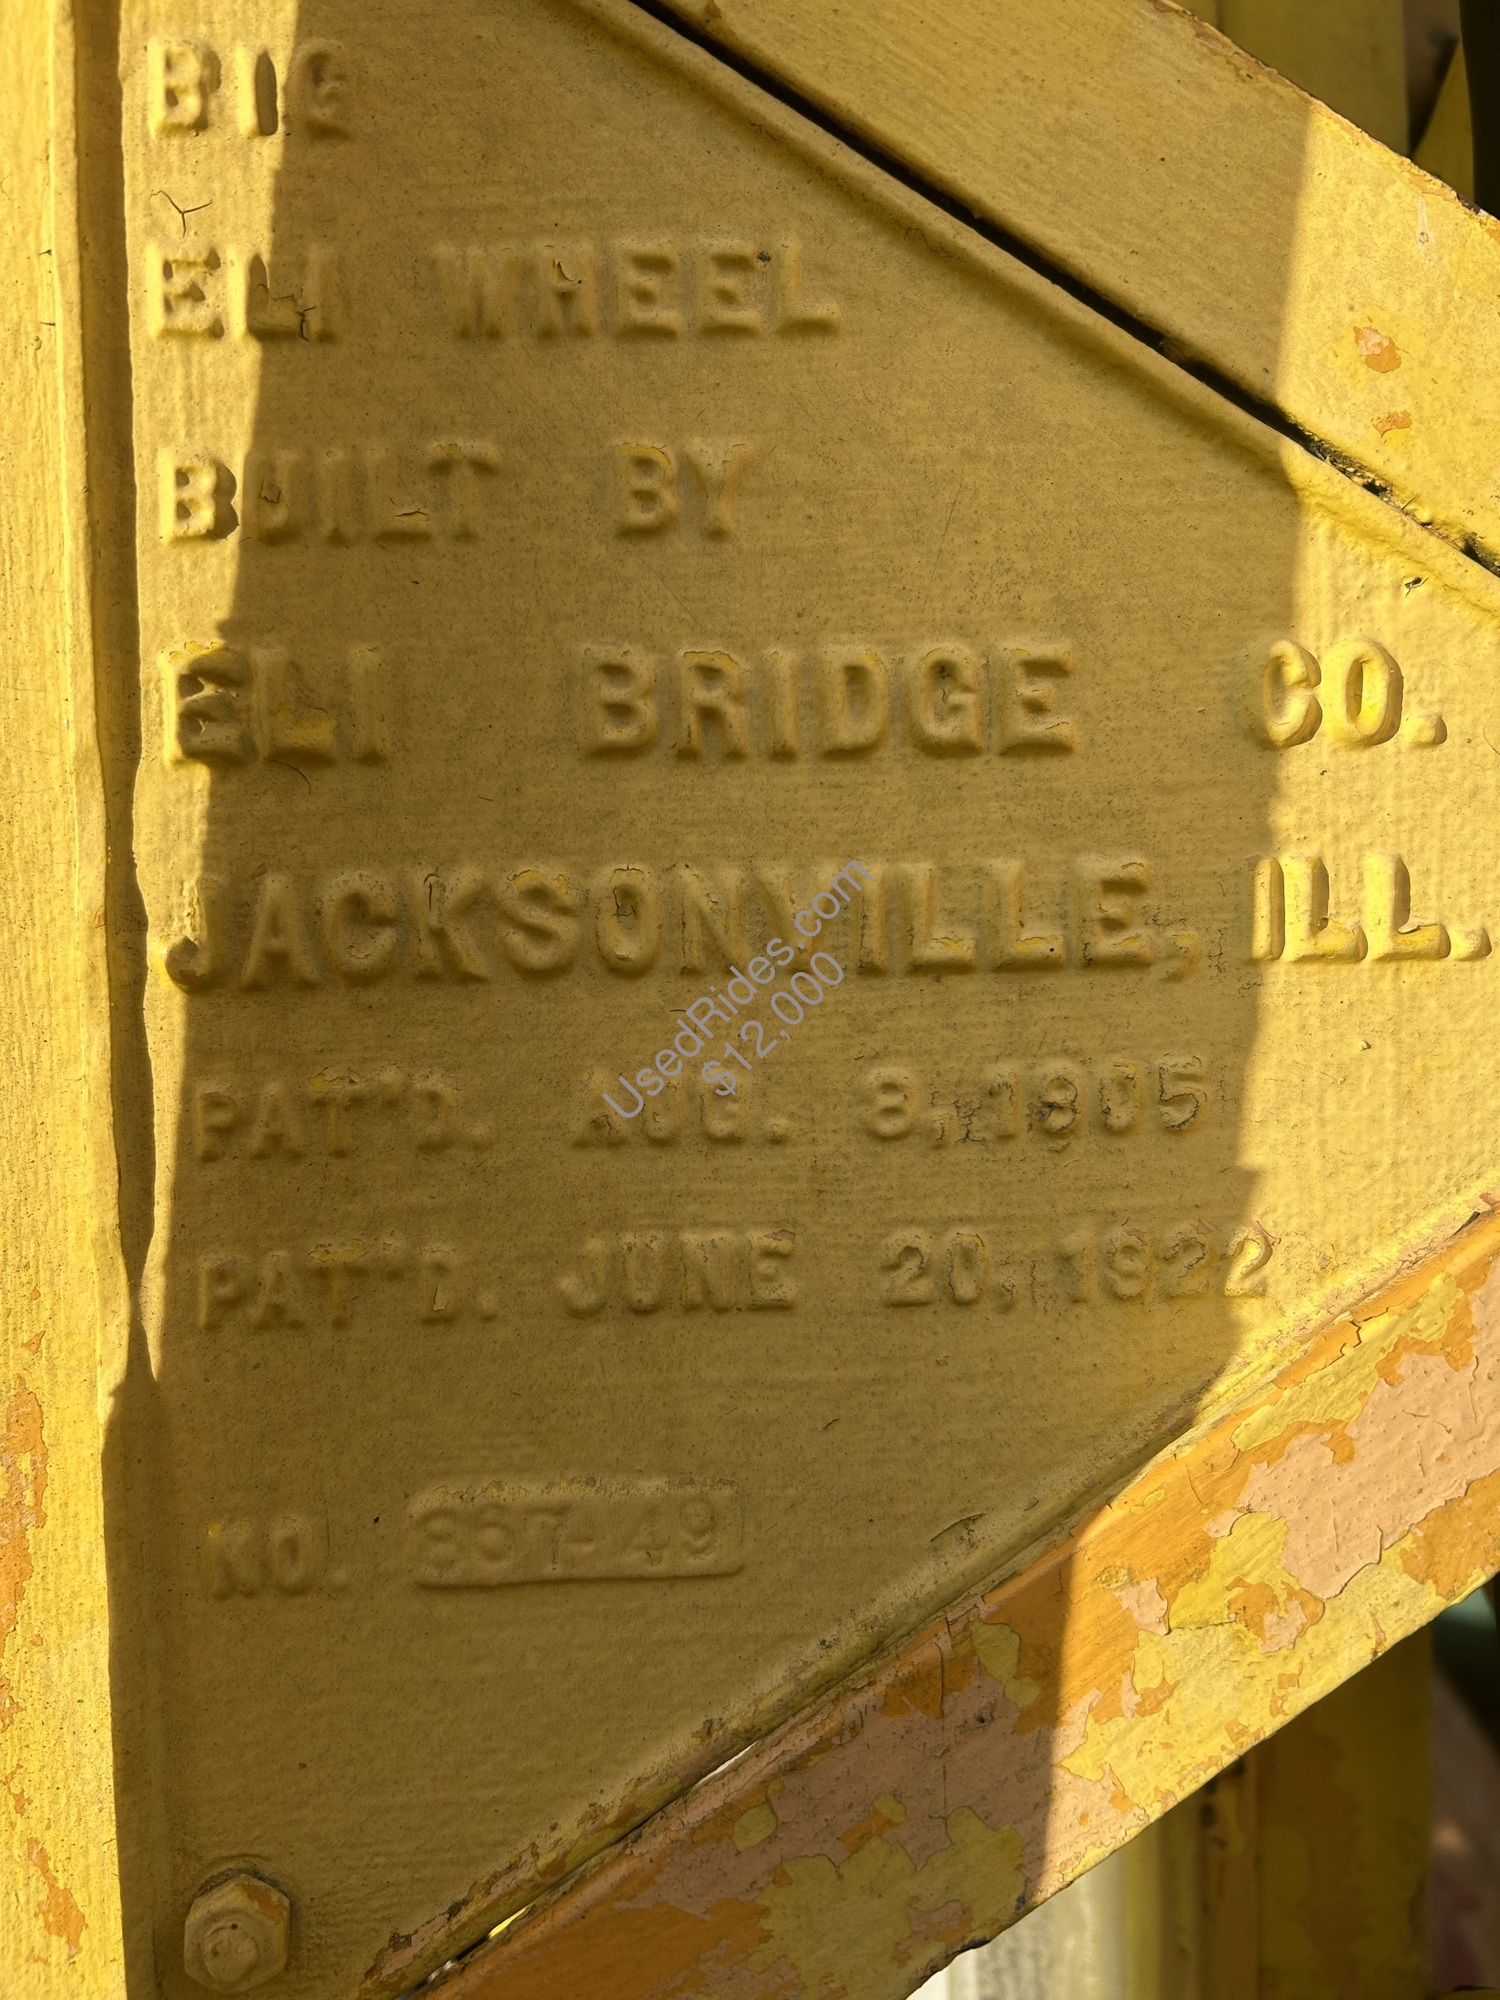 BIG
ELI WHEEL
BUILT BY
ELI BRIDGE CO.
JACKSONVILLE, ILL.
PAT'D. AUG. 8, 1905
PAT'D. JUNE 20, 1922
NO. 867-49
UsedRides.com
$12,000